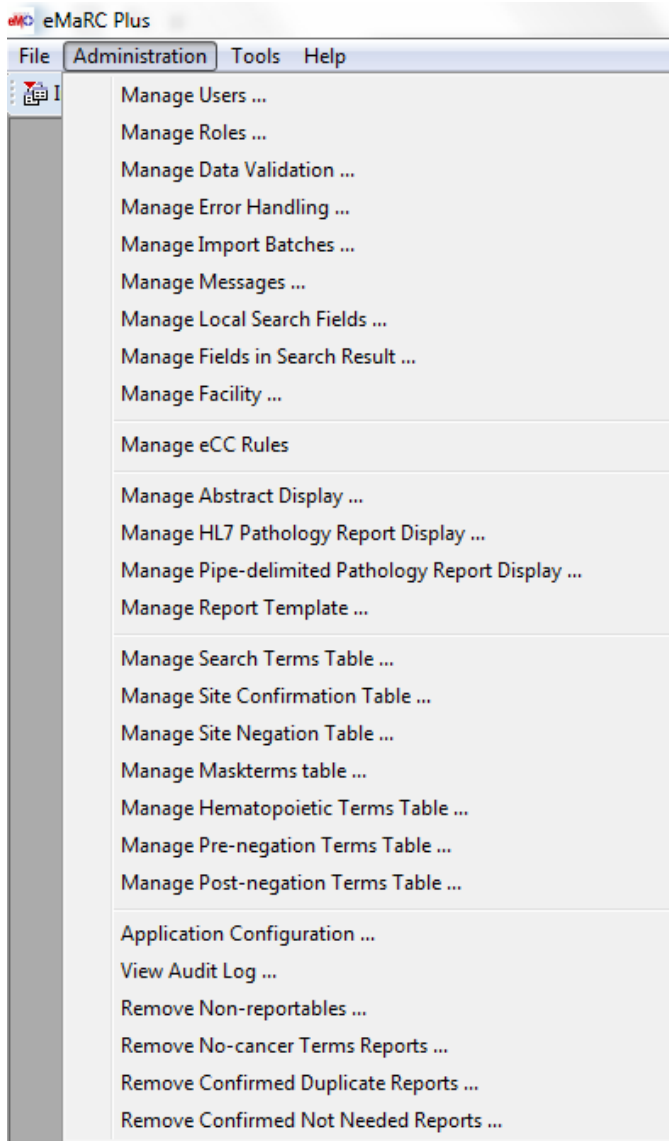 eMaRC Plus
File Administration Tools Help
I
Manage Users ...
Manage Roles ...
Manage Data Validation ...
Manage Error Handling ...
Manage Import Batches ...
Manage Messages ...
Manage Local Search Fields ...
Manage Fields in Search Result ...
Manage Facility ...
Manage eCC Rules
Manage Abstract Display ...
Manage HL7 Pathology Report Display ...
Manage Pipe-delimited Pathology Report Display ...
Manage Report Template ...
Manage Search Terms Table ...
Manage Site Confirmation Table ...
Manage Site Negation Table ...
Manage Maskterms table ...
Manage Hematopoietic Terms Table ...
Manage Pre-negation Terms Table ...
Manage Post-negation Terms Table ...
Application Configuration ...
View Audit Log ...
Remove Non-reportables ...
Remove No-cancer Terms Reports ...
Remove Confirmed Duplicate Reports ...
Remove Confirmed Not Needed Reports ...